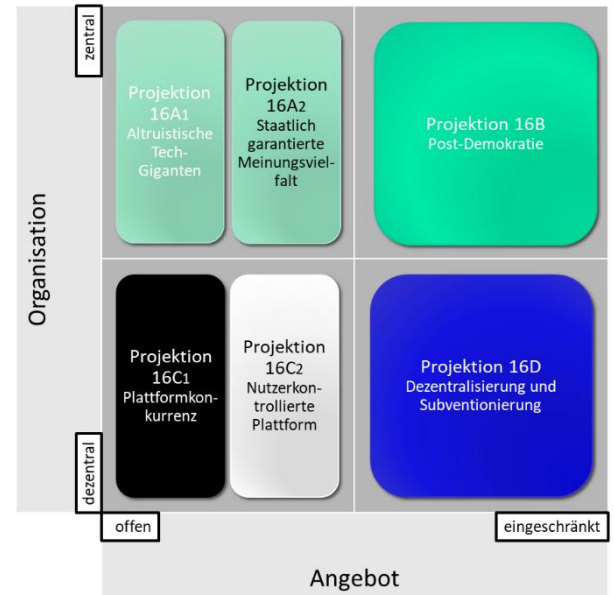 zentral
Organisation
dezentral
Projektion
16A1
Altruistische
Tech-
Giganten
Projektion
16A2
Staatlich
garantierte
Meinungsviel-
falt
Projektion 16B
Post-Demokratie
Projektion
16C1
Plattformkon-
kurrenz
Projektion
16C2
Nutzerkon-
trollierte
Plattform
Projektion 16D
Dezentralisierung und
Subventionierung
offen
eingeschränkt
Angebot